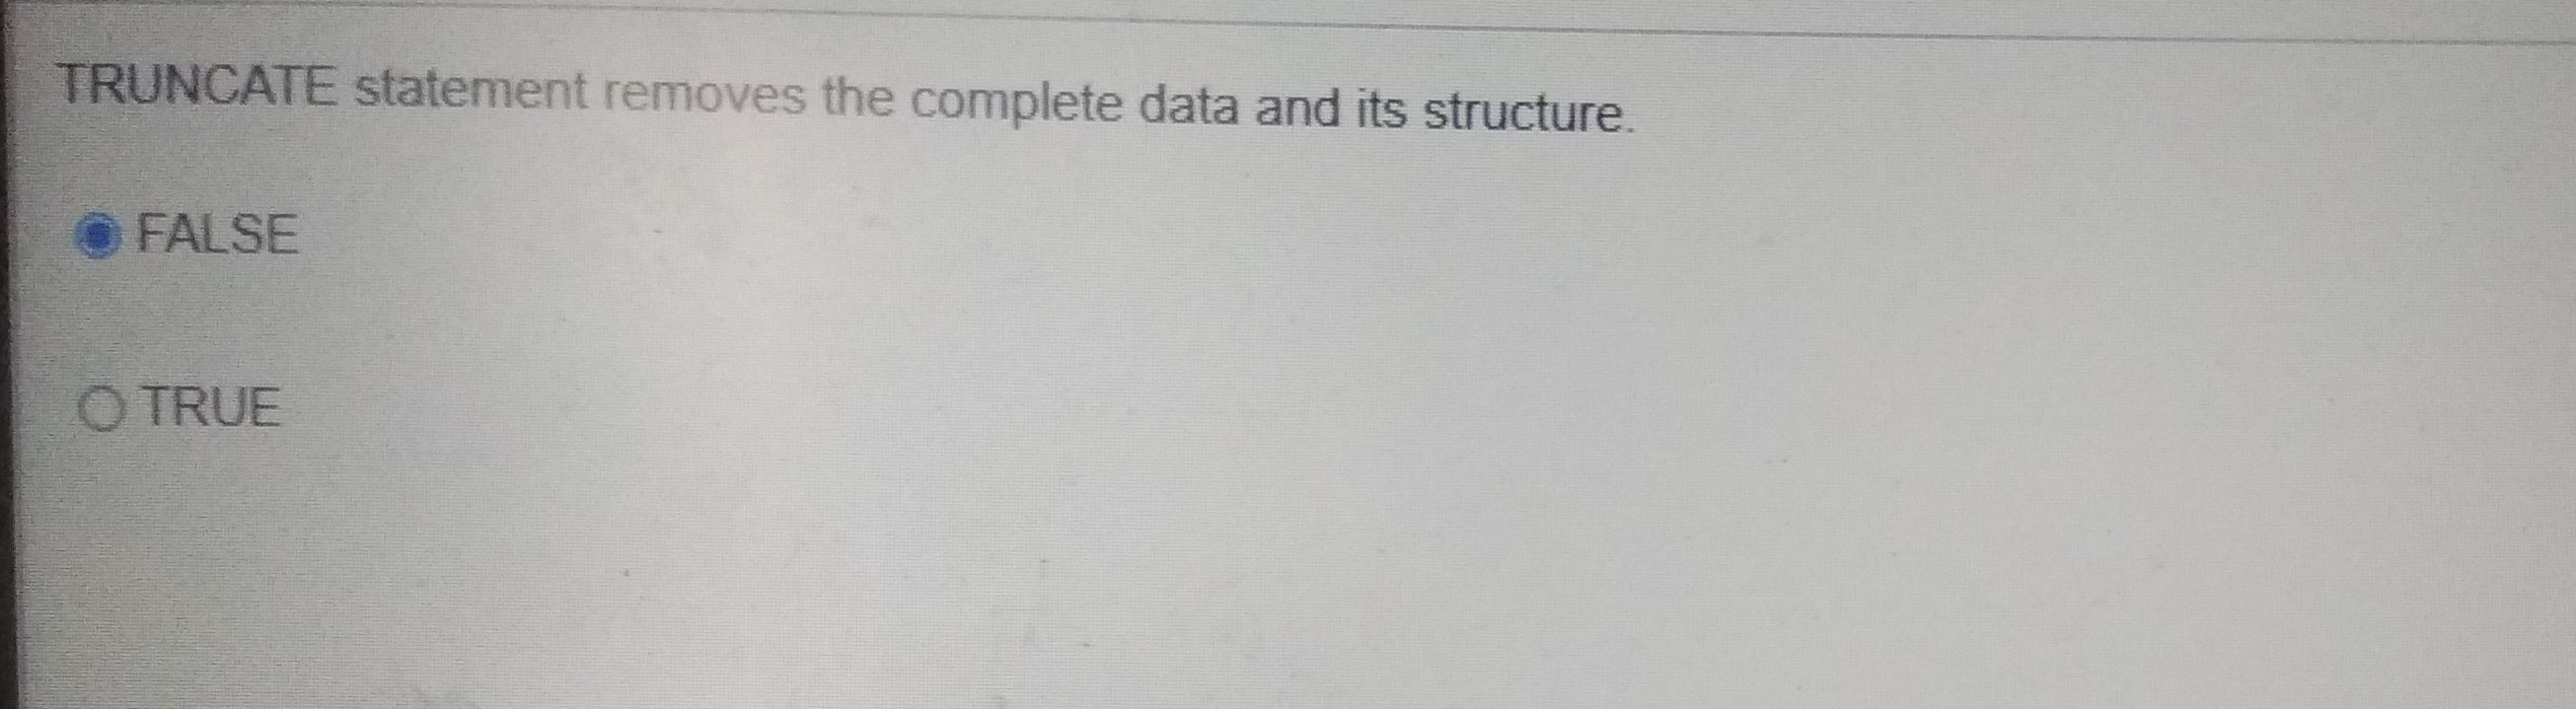 TRUNCATE statement removes the complete data and its structure.
FALSE
TRUE